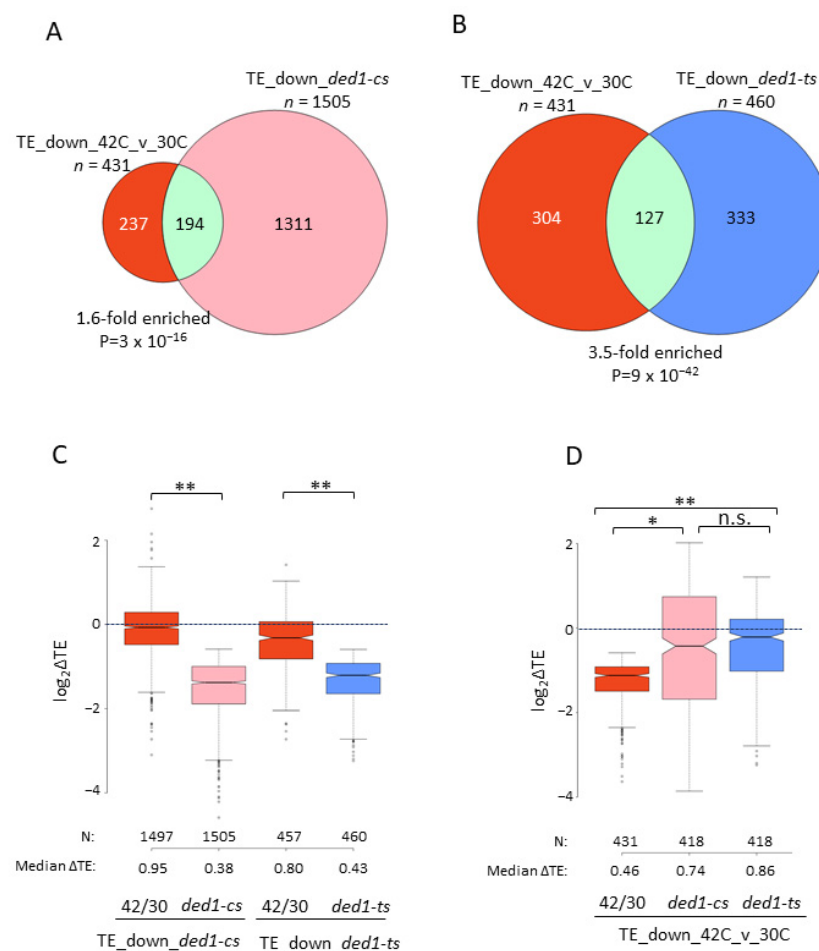 A
TE_down_ded1-cs
n = 1505
TE_down_42C_v_30C
n = 431
237
194
1311
1.6-fold enriched
P=3 x 10⁻¹⁶
B
TE_down_42C_v_30C
n = 431
TE_down_ded1-ts
n = 460
304
127
333
3.5-fold enriched
P=9 x 10⁻⁴²
C
** **
2
0
−2
−4
log₂ΔTE
N: 1497 1505 457 460
Median ΔTE: 0.95 0.38 0.80 0.43
42/30 ded1-cs 42/30 ded1-ts
TE_down_ded1-cs TE_down_ded1-ts
D
**
* n.s.
2
0
−2
−4
log₂ΔTE
N: 431 418 418
Median ΔTE: 0.46 0.74 0.86
42/30 ded1-cs ded1-ts
TE_down_42C_v_30C